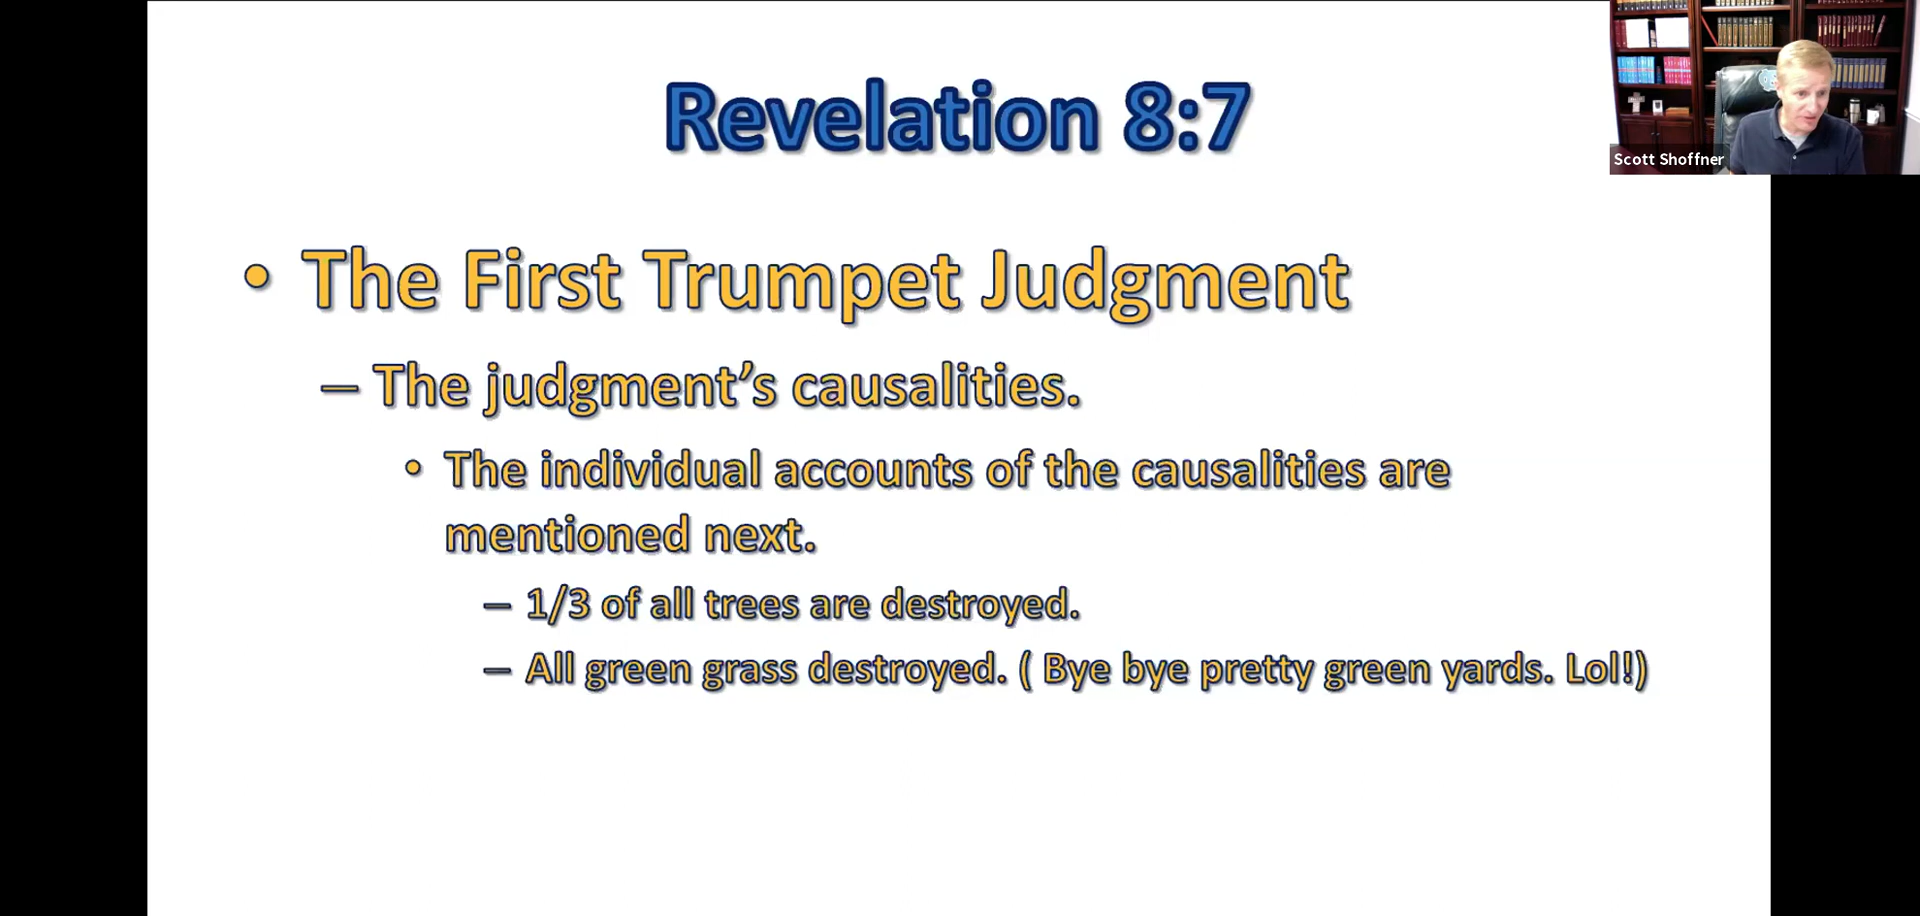 Revelation 8:7
Scott Shoffner
• The First Trumpet Judgment
– The judgment’s causalities.
• The individual accounts of the causalities are
mentioned next.
– 1/3 of all trees are destroyed.
– All green grass destroyed. ( Bye bye pretty green yards. Lol!)